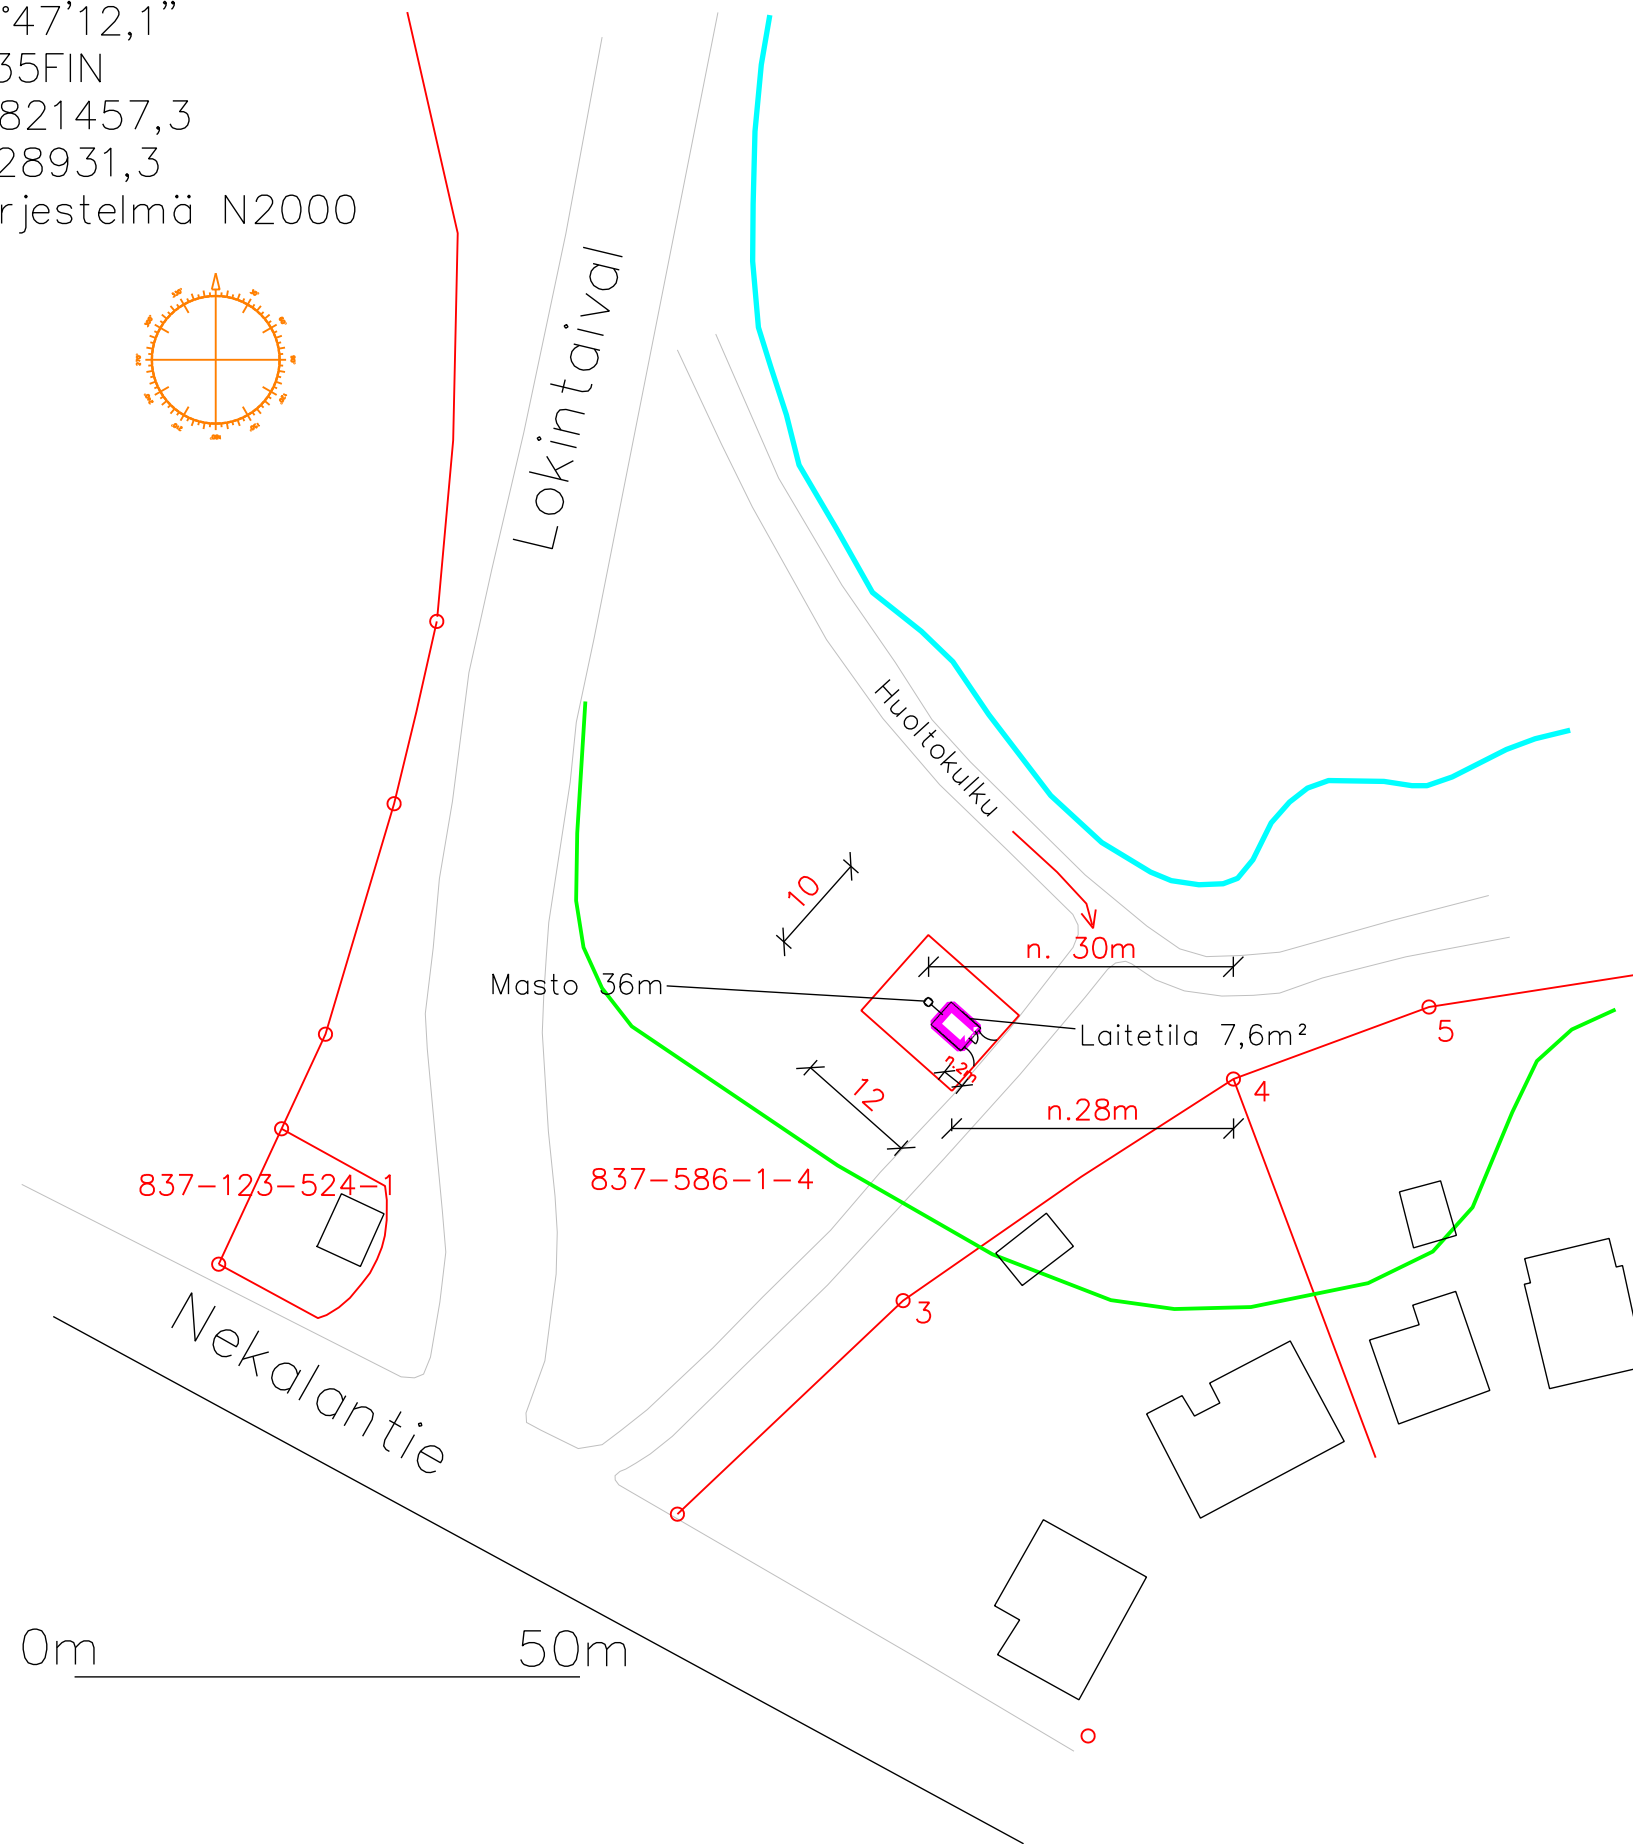 °47'12,1"
35FIN
821457,3
28931,3
rjestelmä N2000
Lokintaival
Huoltokulku
10
n. 30m
Masto 36m
Laitetila 7,6m²
5
n.2m
12
4
n.28m
837-123-524-1
837-586-1-4
3
Nekalantie
0m
50m